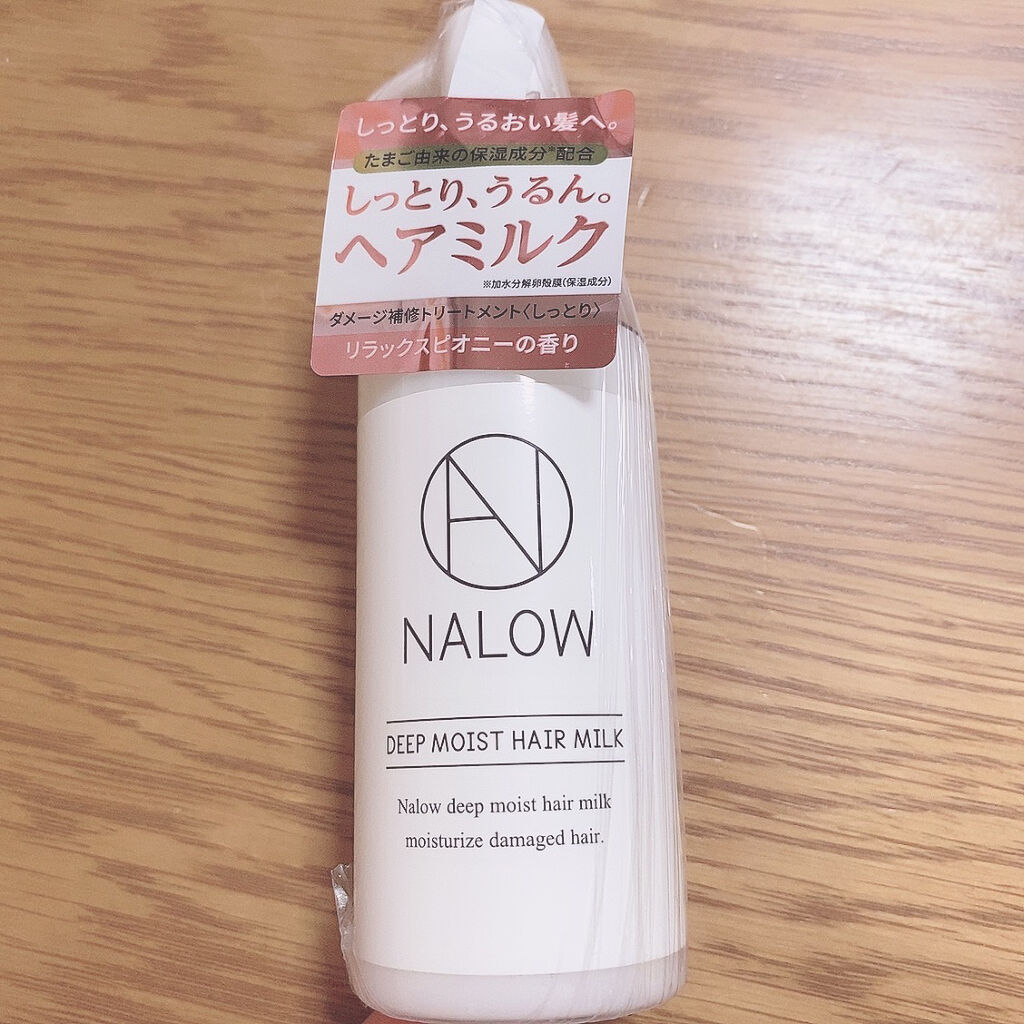 しっとり、うるおい髪へ。
たまご由来の保湿成分※配合
しっとり、うるん。
ヘアミルク
※加水分解卵殻膜(保湿成分)
ダメージ補修トリートメント〈しっとり〉
リラックスピオニーの香り
NALOW
DEEP MOIST HAIR MILK
Nalow deep moist hair milk
moisturize damaged hair.